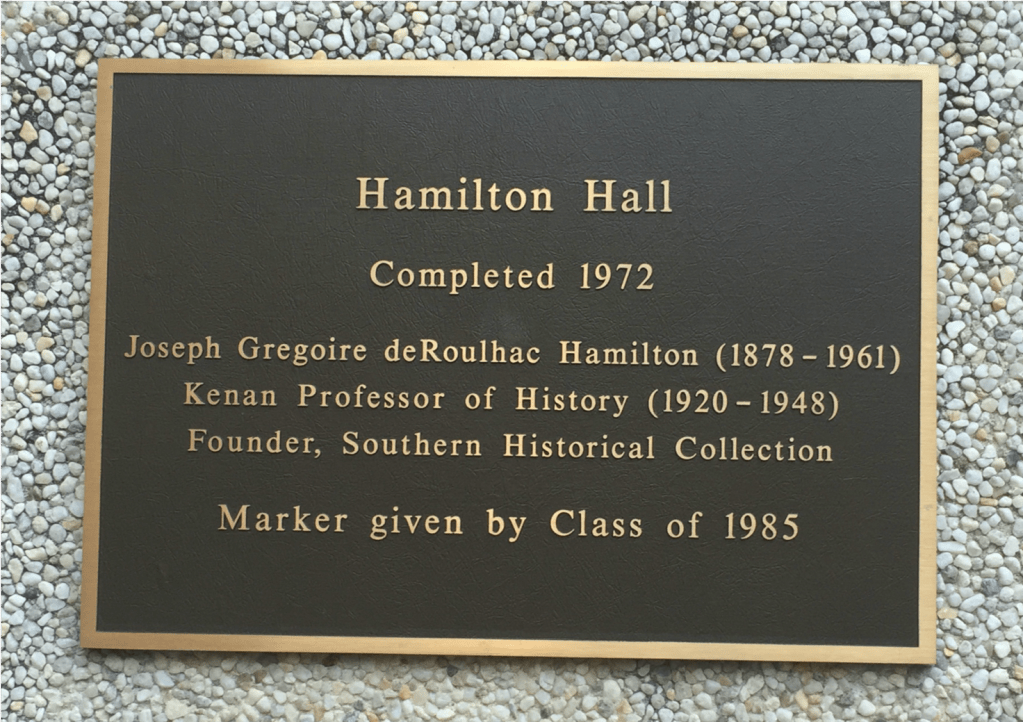 Hamilton Hall
Completed 1972
Joseph Gregoire deRoulhac Hamilton (1878 – 1961)
Kenan Professor of History (1920 – 1948)
Founder, Southern Historical Collection
Marker given by Class of 1985